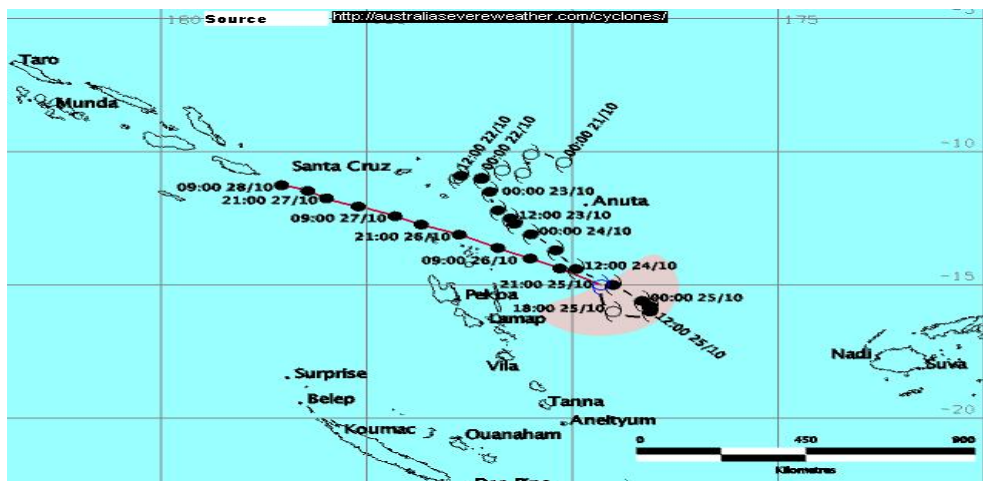 160
Source
http://australiasevereweather.com/cyclones/
175
-5
Taro
Munda
12:00 22/10
00:00 22/10
00:00 21/10
-10
Santa Cruz
09:00 28/10
21:00 27/10
00:00 23/10
Anuta
09:00 27/10
12:00 23/10
21:00 26/10
00:00 24/10
09:00 26/10
12:00 24/10
-15
21:00 25/10
Pekoa
00:00 25/10
18:00 25/10
Lamap
12:00 25/10
Vila
Nadi
Suva
Surprise
Belep
Tanna
-20
Aneityum
Koumac
Ouanaham
0
450
900
Kilometres